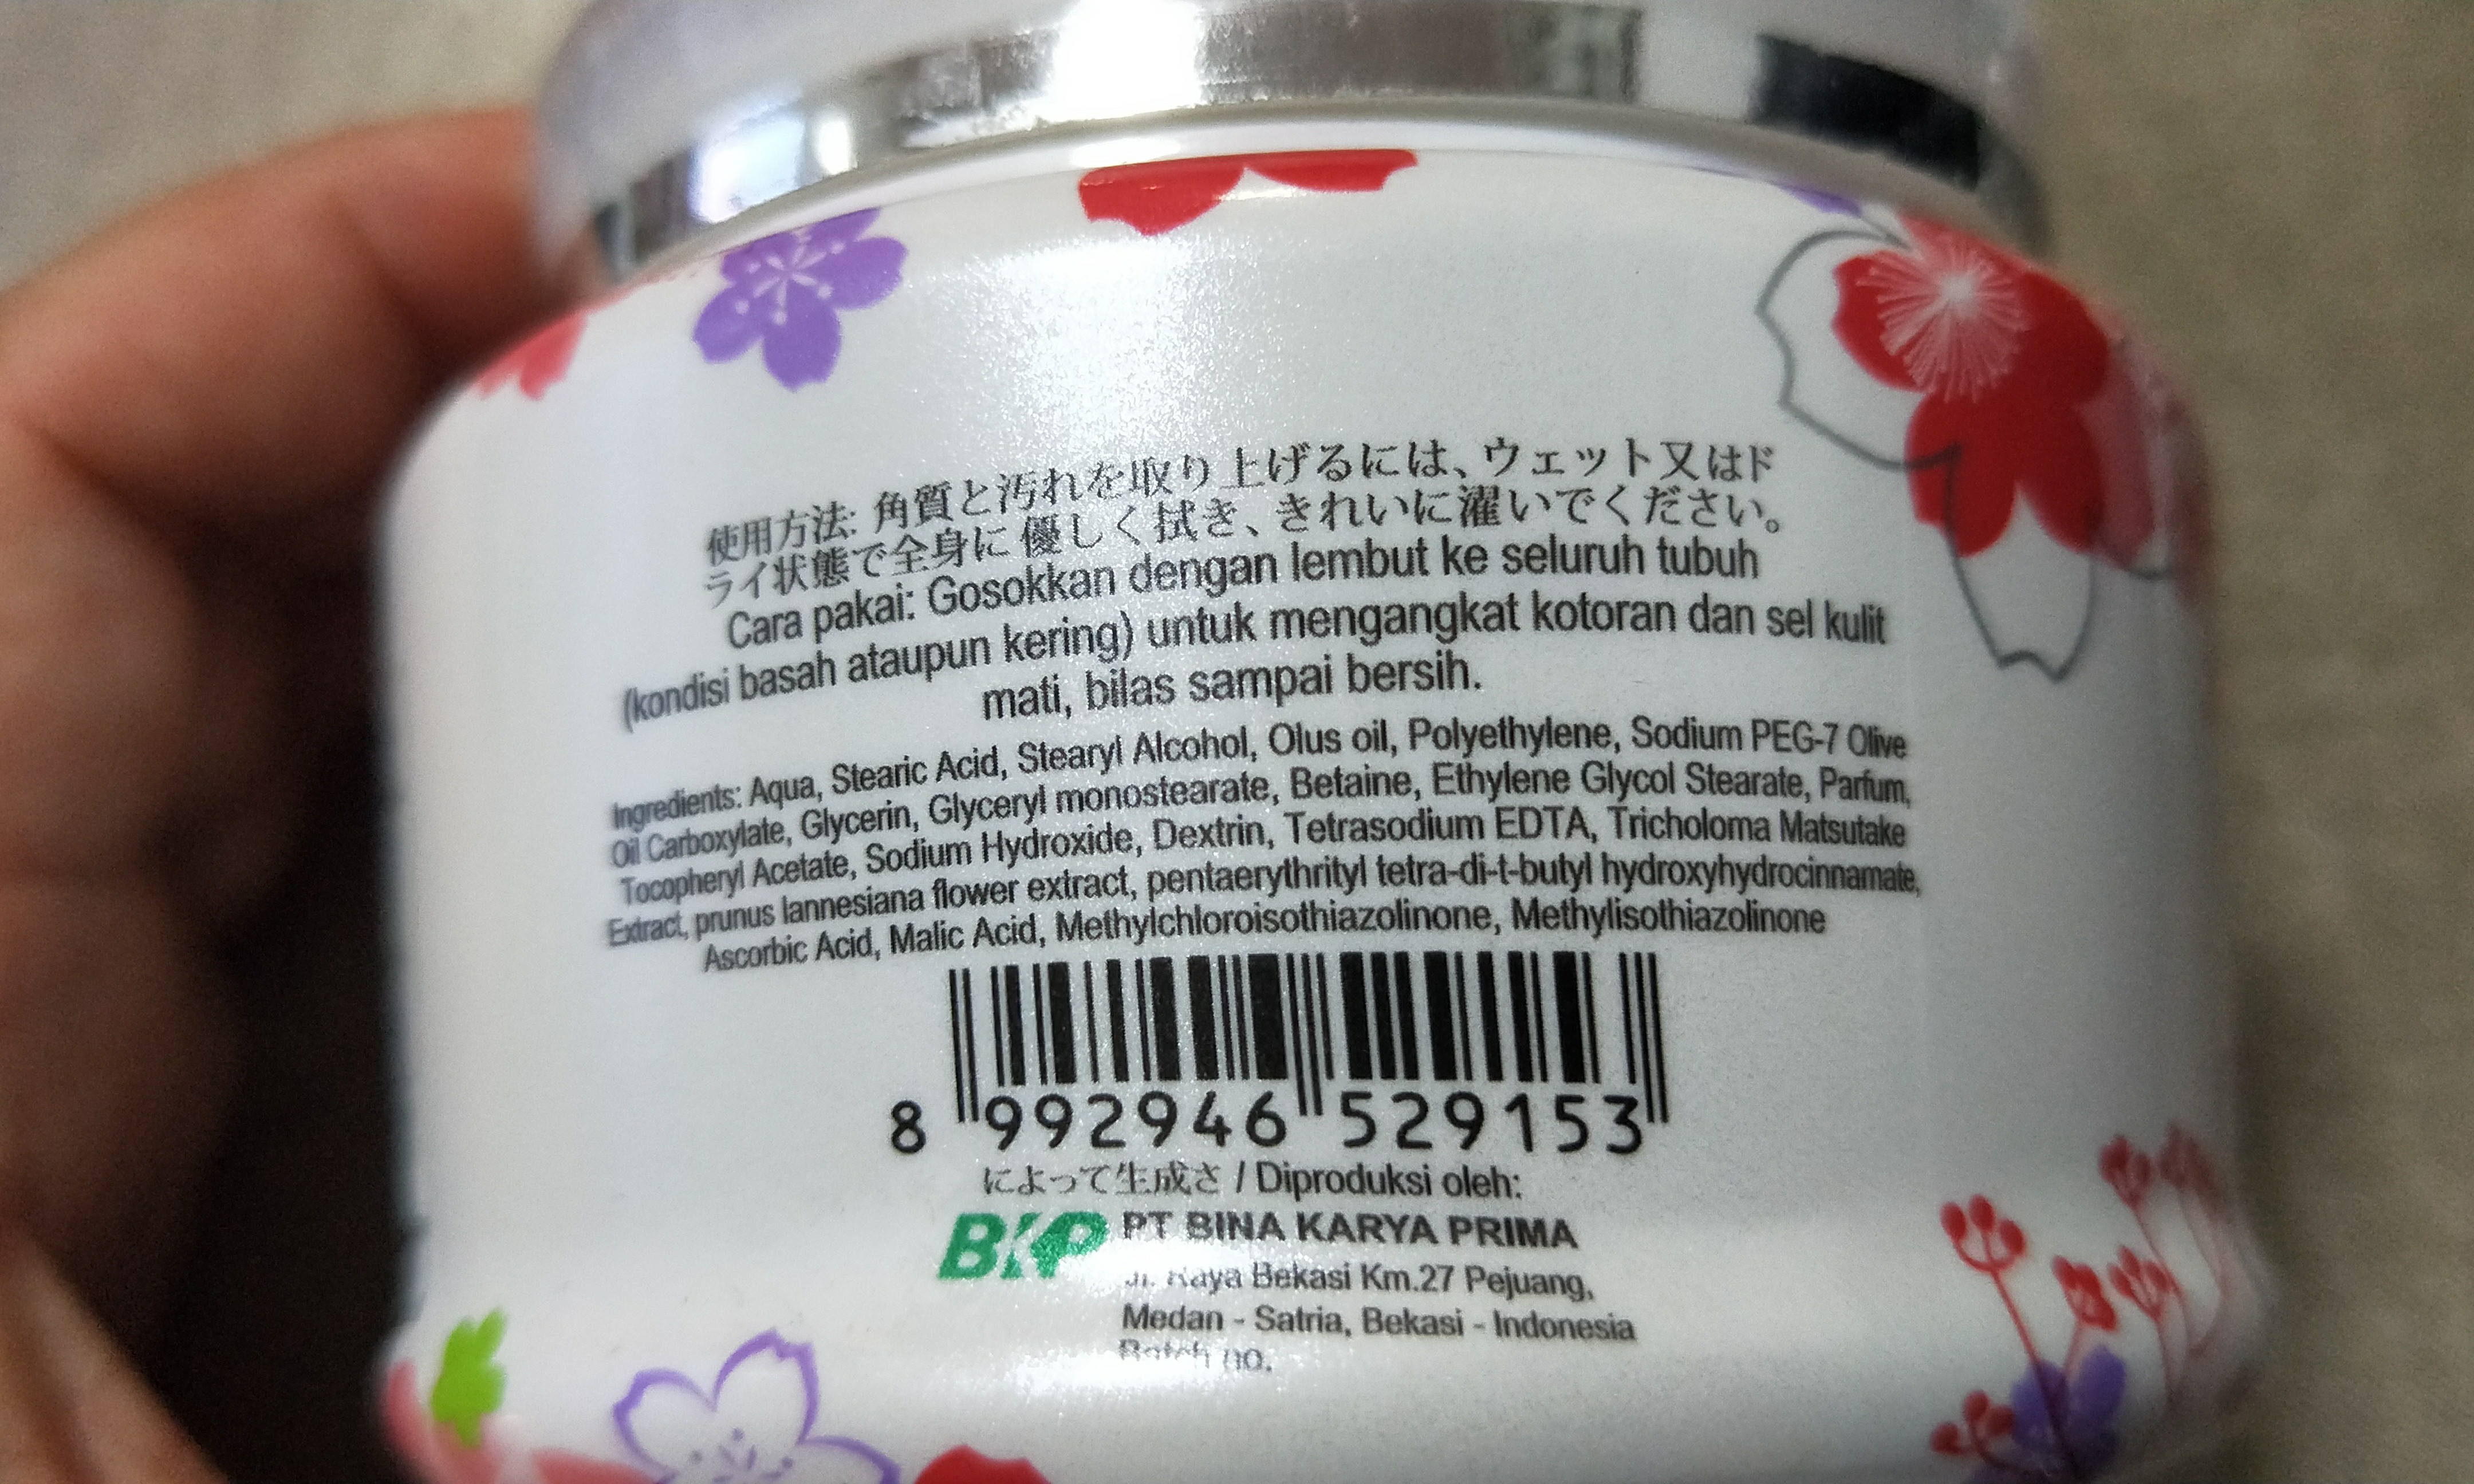 使用方法: 角質と汚れを取り上げるには、ウェット又はド
ライ状態で全身に優しく拭き、きれいに濯いでください。
Cara pakai: Gosokkan dengan lembut ke seluruh tubuh
(kondisi basah ataupun kering) untuk mengangkat kotoran dan sel kulit
mati, bilas sampai bersih.
Ingredients: Aqua, Stearic Acid, Stearyl Alcohol, Olus oil, Polyethylene, Sodium PEG-7 Olive
Oil Carboxylate, Glycerin, Glyceryl monostearate, Betaine, Ethylene Glycol Stearate, Parfum,
Tocopheryl Acetate, Sodium Hydroxide, Dextrin, Tetrasodium EDTA, Tricholoma Matsutake
Extract, prunus lannesiana flower extract, pentaerythrityl tetra-di-t-butyl hydroxyhydrocinnamate,
Ascorbic Acid, Malic Acid, Methylchloroisothiazolinone, Methylisothiazolinone
8 992946 529153
によって生成さ / Diproduksi oleh:
BKP PT BINA KARYA PRIMA
Jl. Raya Bekasi Km.27 Pejuang,
Medan - Satria, Bekasi - Indonesia
Batch no.